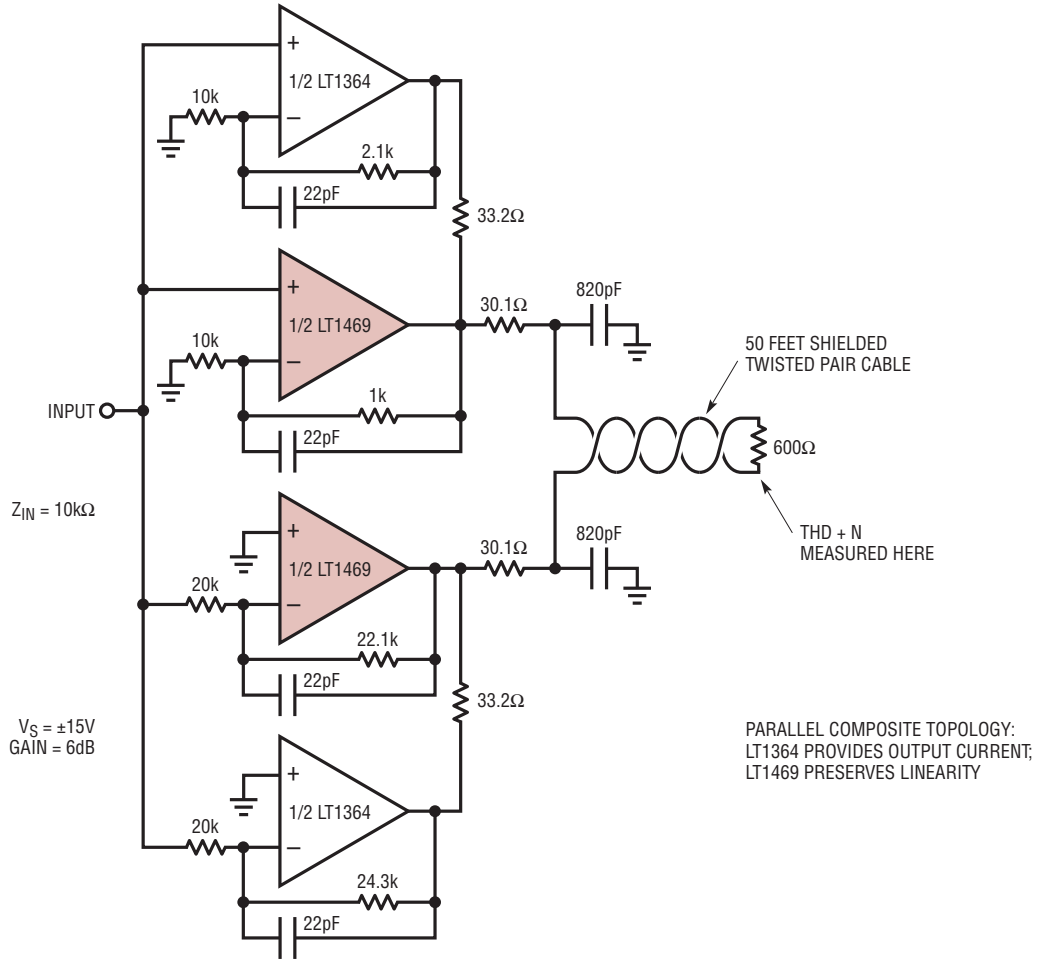 +
1/2 LT1364
10k
–
2.1k
22pF
33.2Ω
+
1/2 LT1469
30.1Ω
820pF
10k
–
50 FEET SHIELDED
TWISTED PAIR CABLE
1k
INPUT
22pF
600Ω
ZIN = 10kΩ
+
1/2 LT1469
30.1Ω
820pF
THD + N
MEASURED HERE
20k
–
22.1k
22pF
33.2Ω
VS = ±15V
GAIN = 6dB
PARALLEL COMPOSITE TOPOLOGY:
LT1364 PROVIDES OUTPUT CURRENT;
LT1469 PRESERVES LINEARITY
+
1/2 LT1364
20k
–
24.3k
22pF